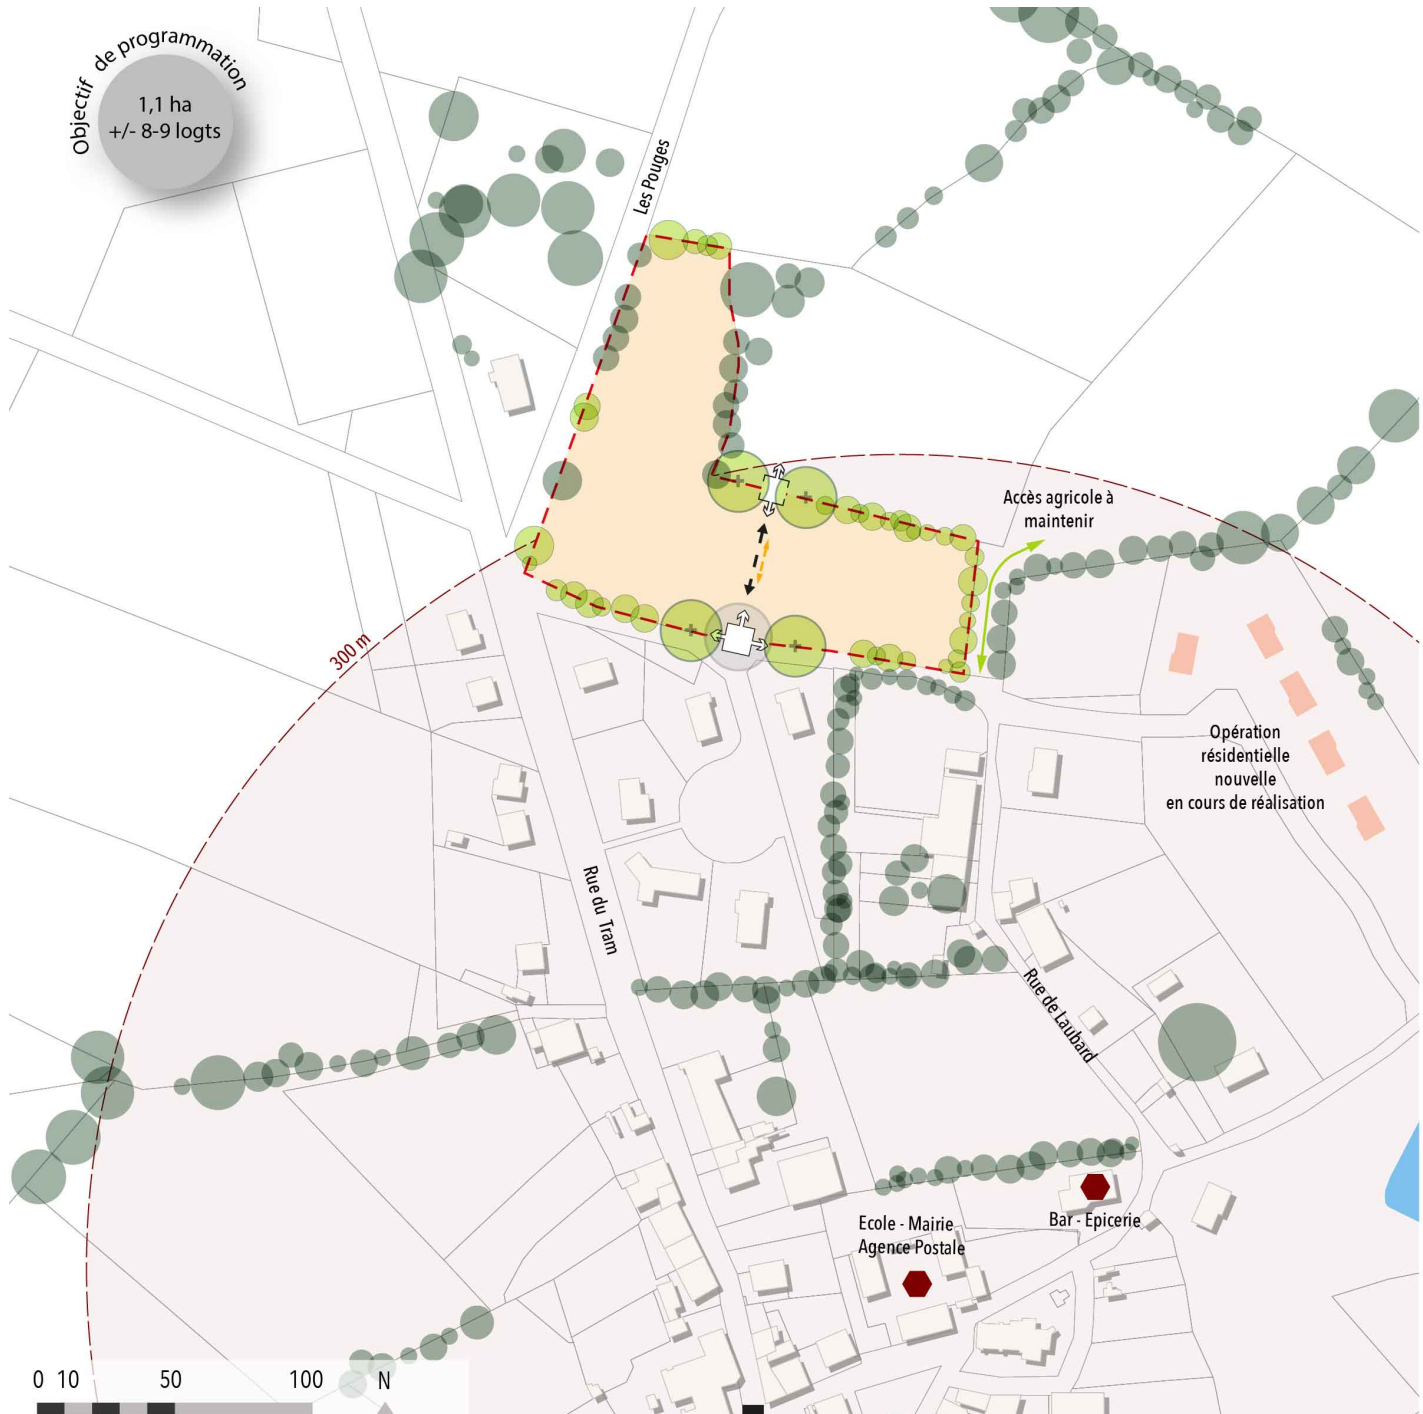 Objectif de programmation
1,1 ha
+/- 8-9 logts
Les Pouges
Accès agricole à
maintenir
300 m
Opération
résidentielle
nouvelle
en cours de réalisation
Rue du Tram
Rue de Laubard
Ecole - Mairie
Agence Postale
Bar - Epicerie
0 10 50 100 N